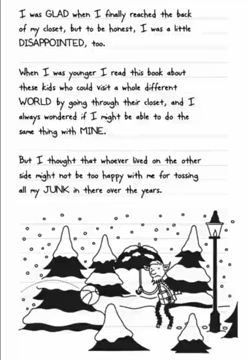 I was GLAD when I finally reached the back
of my closet, but to be honest, I was a little
DISAPPOINTED, too.
When I was younger I read this book about
these kids who could visit a whole different
WORLD by going through their closet, and I
always wondered if I might be able to do the
same thing with MINE.
But I thought that whoever lived on the other
side might not be too happy with me for tossing
all my JUNK in there over the years.